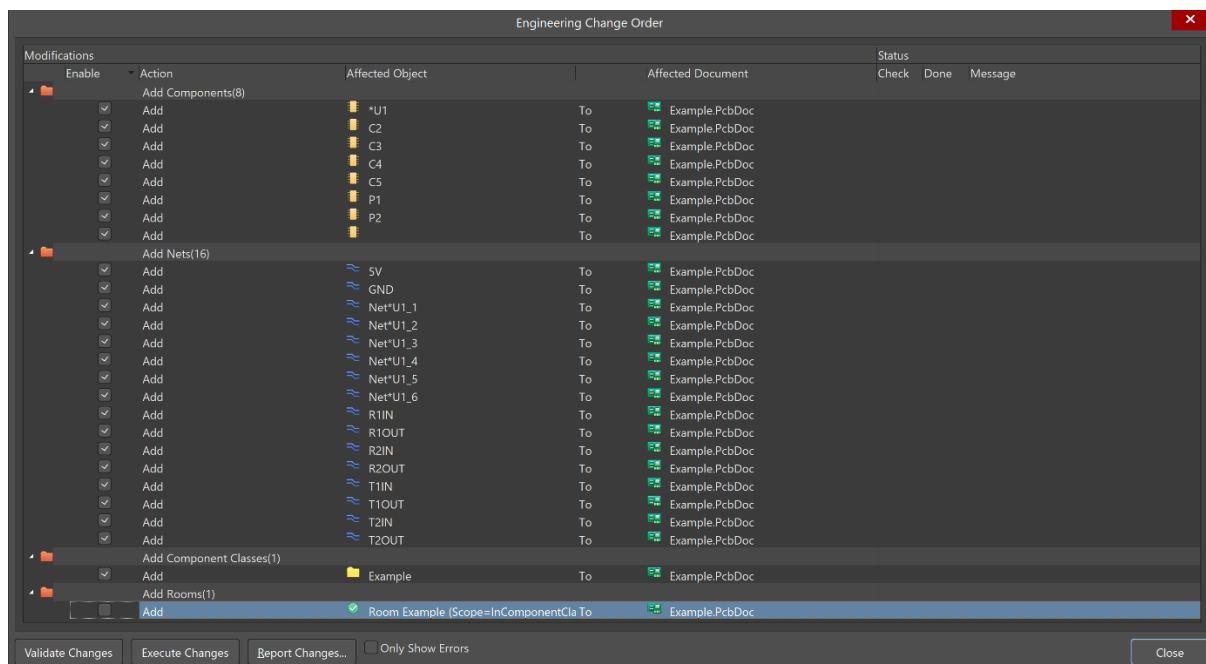 Engineering Change Order
Modifications Status
Enable Action Affected Object Affected Document Check Done Message
Add Components(8)
Add *U1 To Example.PcbDoc
Add C2 To Example.PcbDoc
Add C3 To Example.PcbDoc
Add C4 To Example.PcbDoc
Add C5 To Example.PcbDoc
Add P1 To Example.PcbDoc
Add P2 To Example.PcbDoc
Add To Example.PcbDoc
Add Nets(16)
Add 5V To Example.PcbDoc
Add GND To Example.PcbDoc
Add Net*U1_1 To Example.PcbDoc
Add Net*U1_2 To Example.PcbDoc
Add Net*U1_3 To Example.PcbDoc
Add Net*U1_4 To Example.PcbDoc
Add Net*U1_5 To Example.PcbDoc
Add Net*U1_6 To Example.PcbDoc
Add R1IN To Example.PcbDoc
Add R1OUT To Example.PcbDoc
Add R2IN To Example.PcbDoc
Add R2OUT To Example.PcbDoc
Add T1IN To Example.PcbDoc
Add T1OUT To Example.PcbDoc
Add T2IN To Example.PcbDoc
Add T2OUT To Example.PcbDoc
Add Component Classes(1)
Add Example To Example.PcbDoc
Add Rooms(1)
Add Room Example (Scope=InComponentCla To Example.PcbDoc
Validate Changes Execute Changes Report Changes... Only Show Errors Close